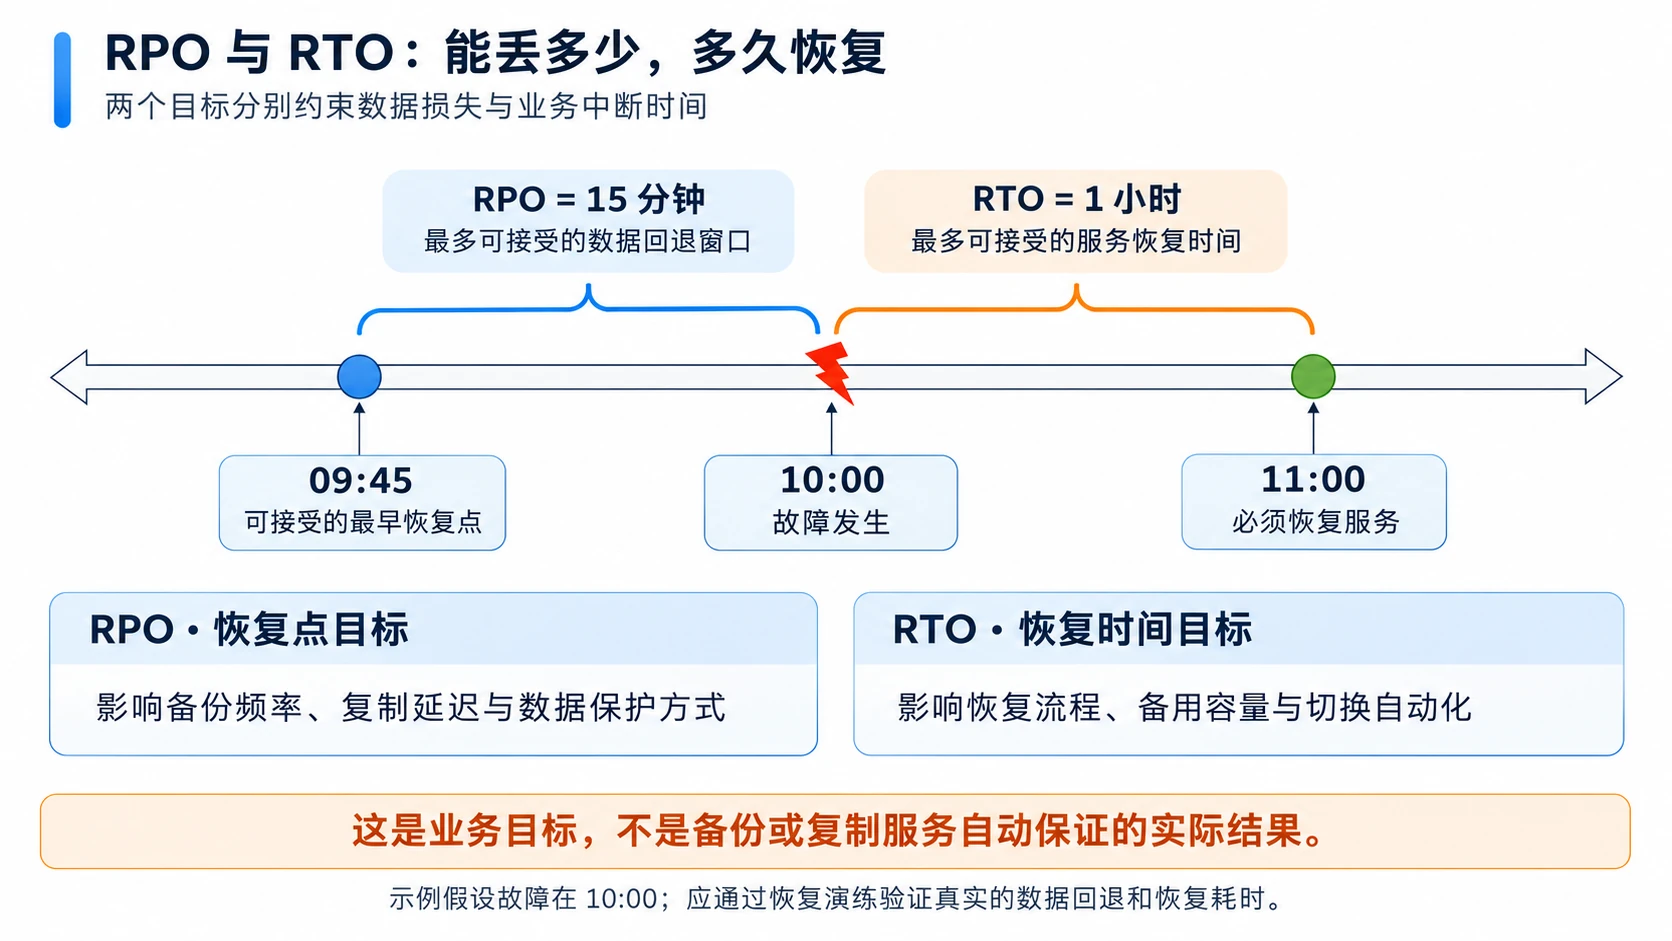 RPO 与 RTO：能丢多少，多久恢复
两个目标分别约束数据损失与业务中断时间
RPO = 15 分钟
最多可接受的数据回退窗口
RTO = 1 小时
最多可接受的服务恢复时间
09:45
可接受的最早恢复点
10:00
故障发生
11:00
必须恢复服务
RPO · 恢复点目标
影响备份频率、复制延迟与数据保护方式
RTO · 恢复时间目标
影响恢复流程、备用容量与切换自动化
这是业务目标，不是备份或复制服务自动保证的实际结果。
示例假设故障在 10:00；应通过恢复演练验证真实的数据回退和恢复耗时。